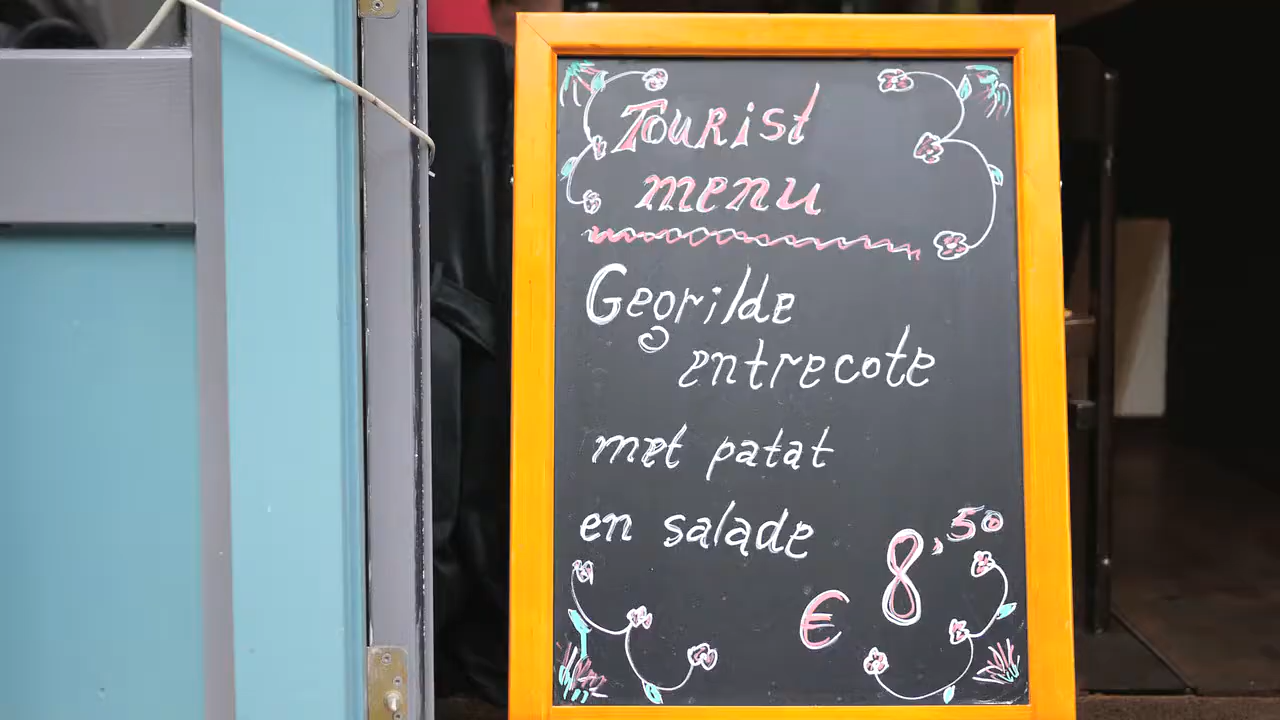 Tourist
menu
Gegrilde
entrecote
met patat
en salade
€ 8,50